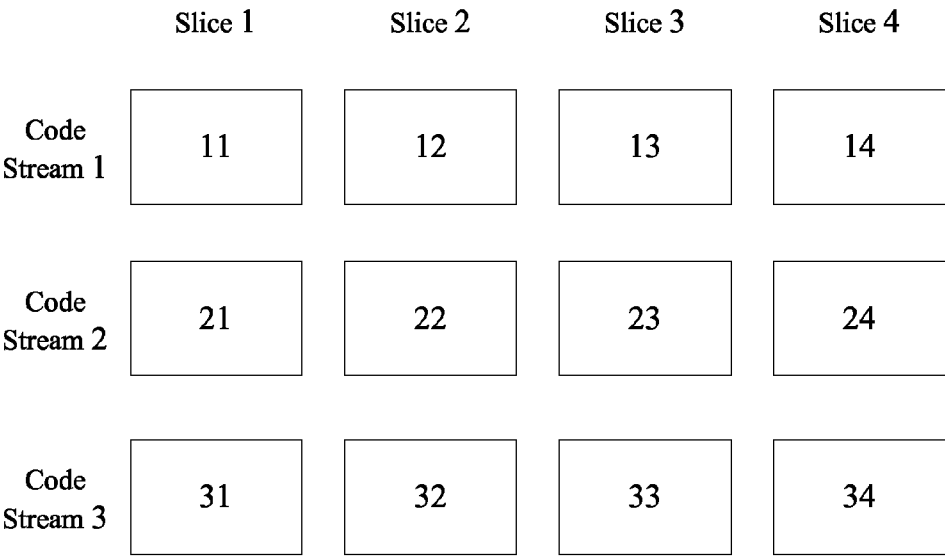 Slice 1 Slice 2 Slice 3 Slice 4
Code
Stream 1
11 12 13 14
Code
Stream 2
21 22 23 24
Code
Stream 3
31 32 33 34